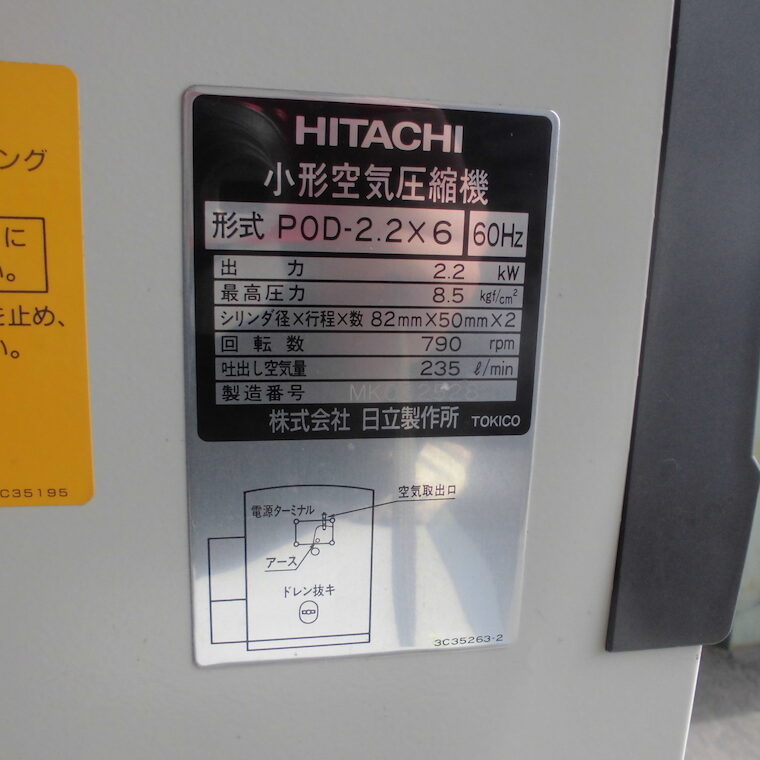 ング
に
い。
を止め、
い。
C35195
HITACHI
小形空気圧縮機
形式 POD-2.2×6 60Hz
出力 2.2 kW
最高圧力 8.5 kgf/cm²
シリンダ径×行程×数 82mm×50mm×2
回転数 790 rpm
吐出し空気量 235 ℓ/min
製造番号
株式会社 日立製作所 TOKICO
空気取出口
電源ターミナル
アース
ドレン抜キ
3C35263-2